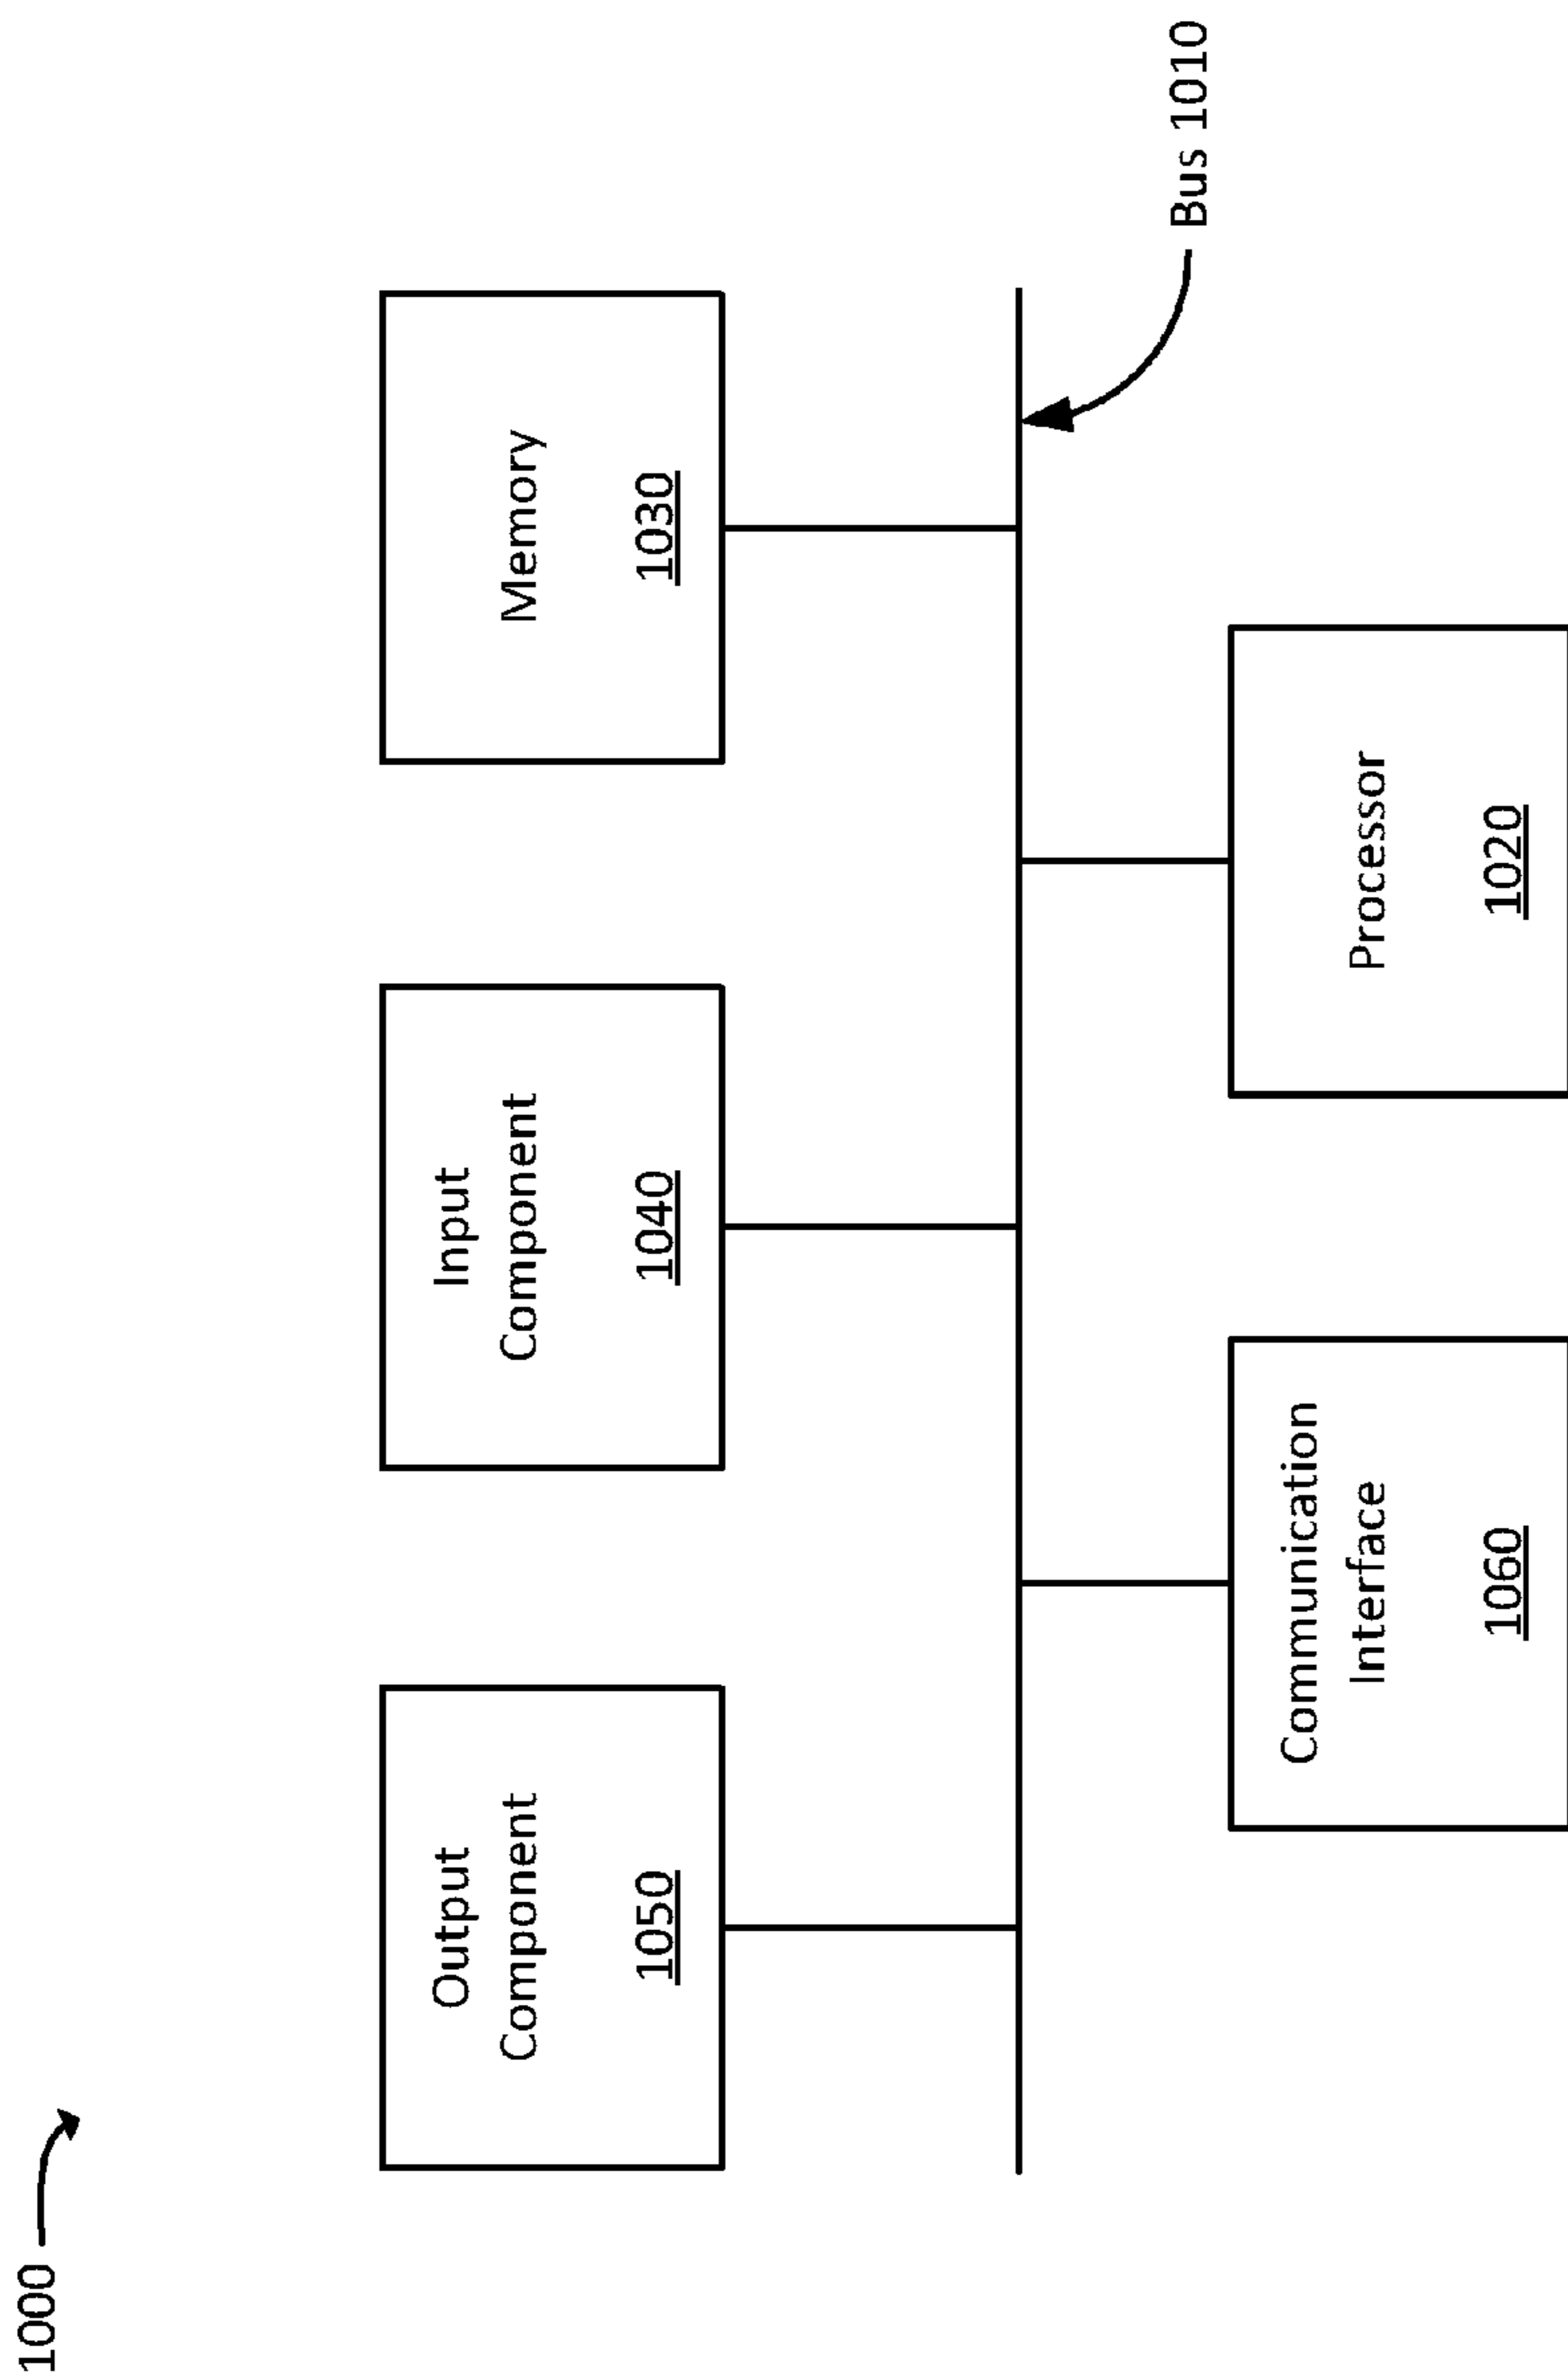 1000
Output
Component
1050
Input
Component
1040
Memory
1030
Bus 1010
Communication
Interface
1060
Processor
1020